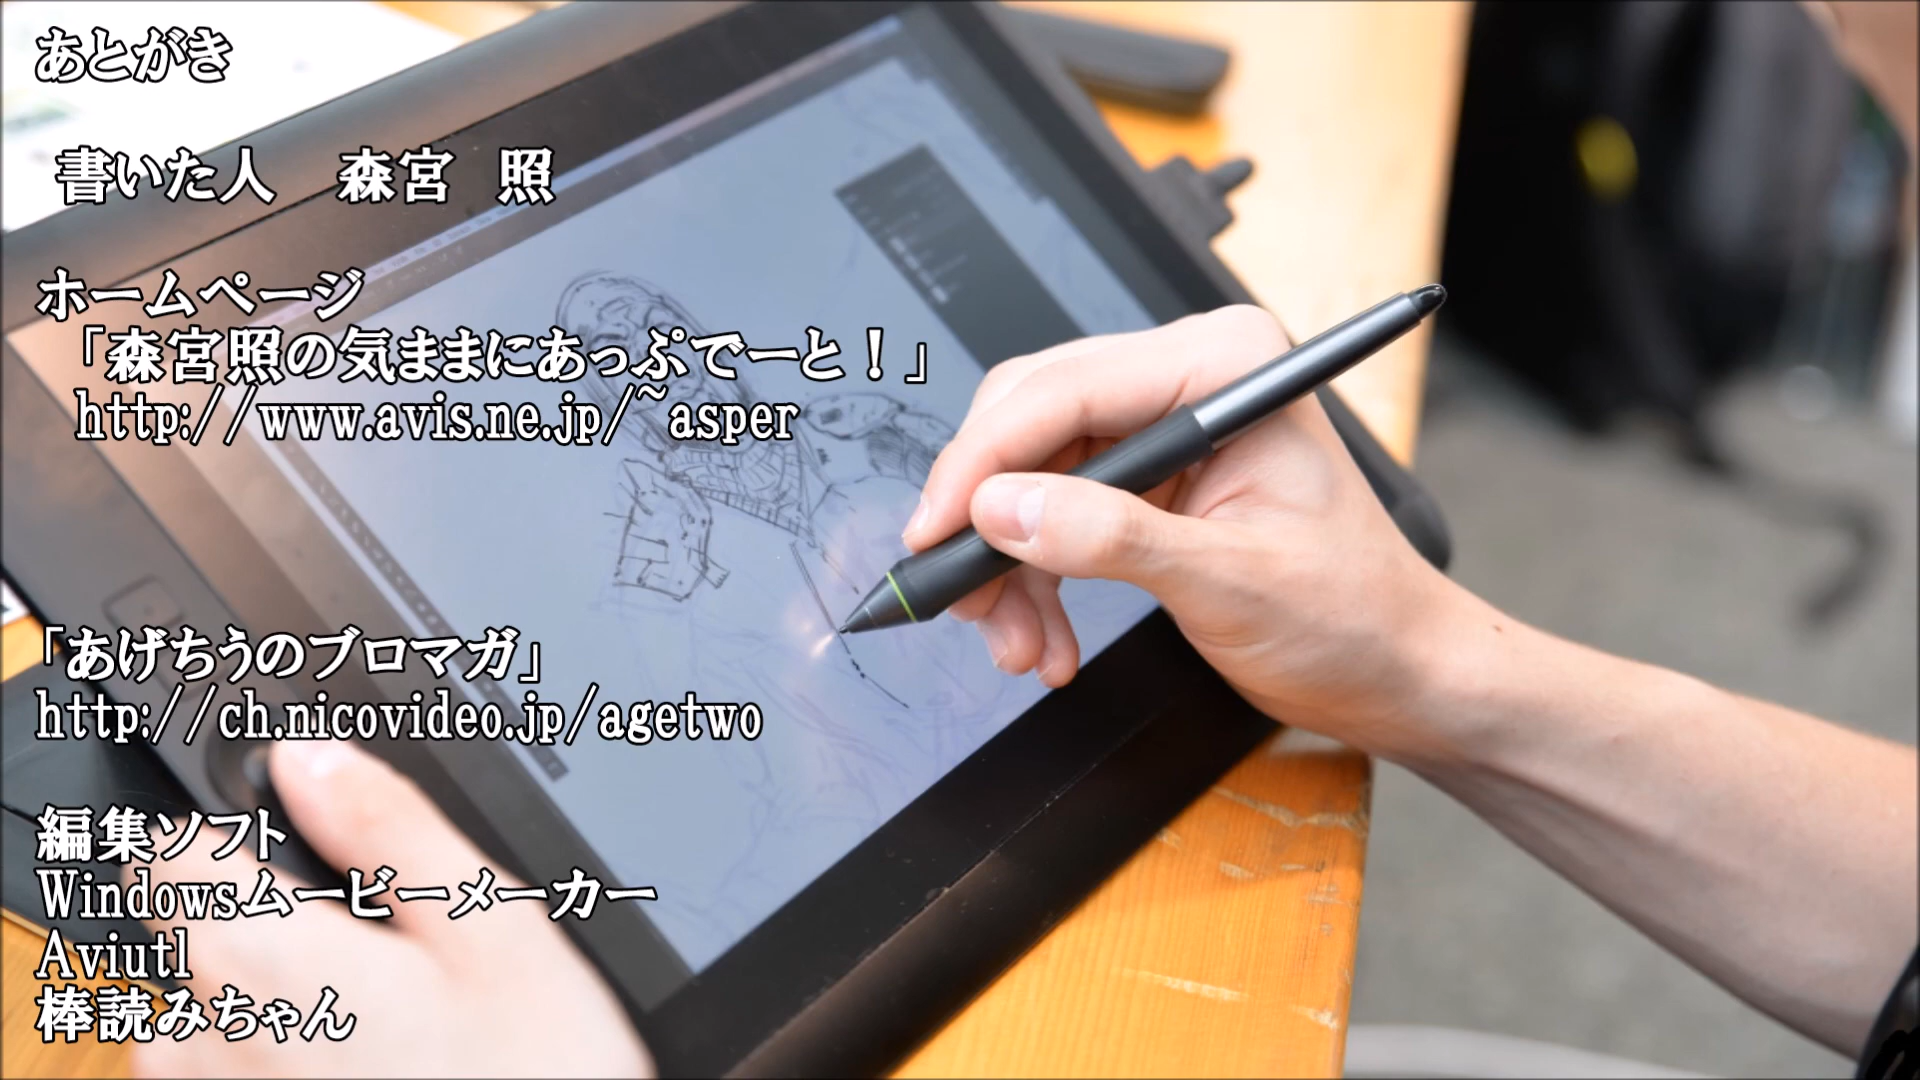 あとがき
書いた人　森宮　照
ホームページ
「森宮照の気ままにあっぷでーと！」
http://www.avis.ne.jp/~asper
「あげちうのブロマガ」
http://ch.nicovideo.jp/agetwo
編集ソフト
Windowsムービーメーカー
Aviutl
棒読みちゃん